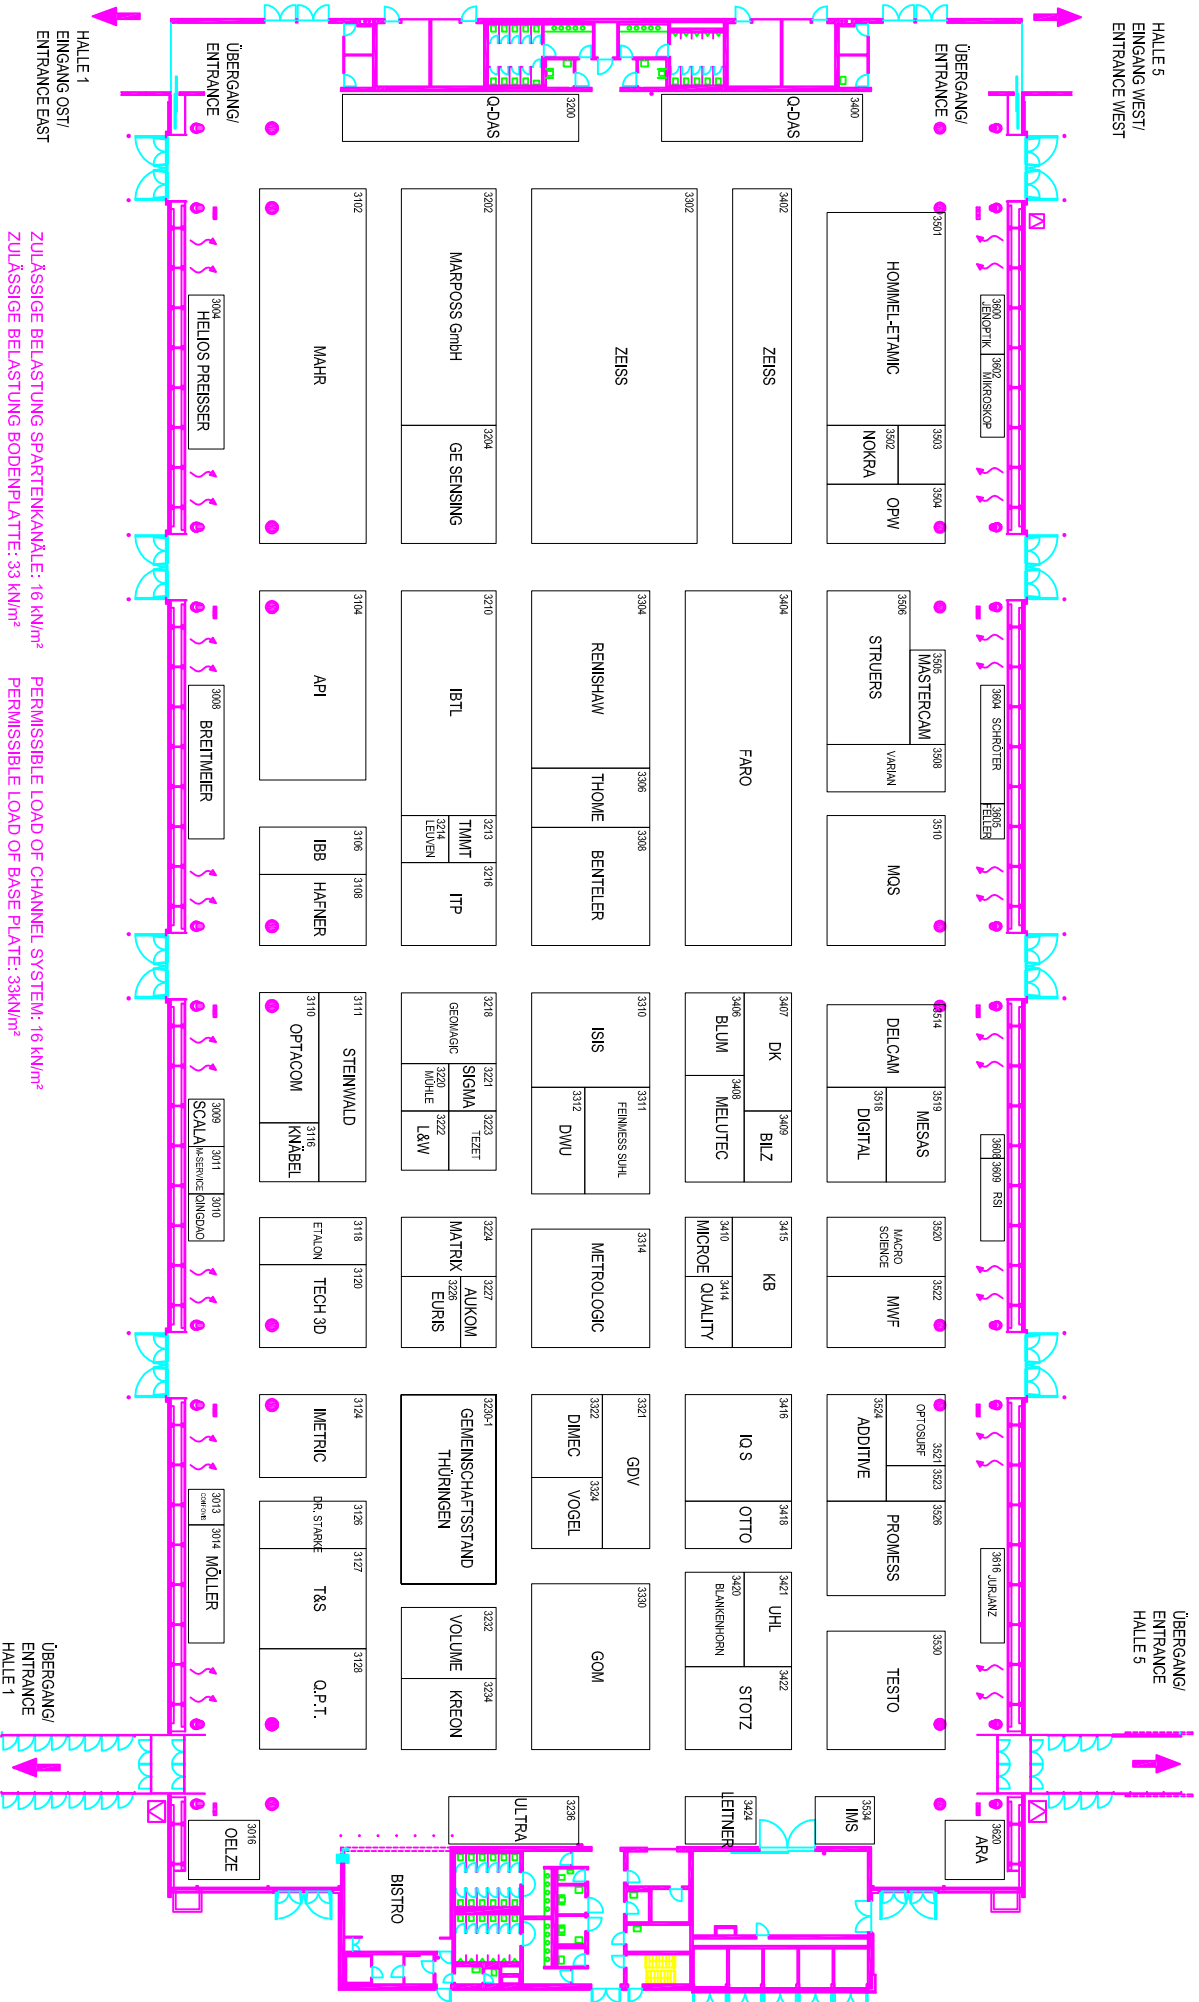 HALLE 5
EINGANG WEST/
ENTRANCE WEST
ÜBERGANG/
ENTRANCE
HALLE 5
HALLE 1
EINGANG OST/
ENTRANCE EAST
ÜBERGANG/
ENTRANCE
HALLE 1
ÜBERGANG/
ENTRANCE
ÜBERGANG/
ENTRANCE
3600
JENOPTIK
3602
MIKROSKOP
3604 SCHRÖTER
3605
FELLER
3608
3609 RSI
3616 JURJANZ
3620
ARA
3501
HOMMEL-ETAMIC
3503
3502
NOKRA
3504
OPW
3506
STRUERS
3505
MASTERCAM
3508
VARIAN
3510
MQS
3514
DELCAM
3519
MESAS
3518
DIGITAL
3520
MACRO
SCIENCE
3522
MWF
3521
OPTOSURF
3523
3524
ADDITIVE
3526
PROMESS
3530
TESTO
3534
IMS
3400
Q-DAS
3402
ZEISS
3404
FARO
3407
DK
3406
BLUM
3409
BILZ
3408
MELUTEC
3415
KB
3410
MICROE
3414
QUALITY
3416
IQ S
3418
OTTO
3421
UHL
3420
BLANKENHORN
3422
STOTZ
3424
LEITNER
3302
ZEISS
3304
RENISHAW
3306
THOME
3308
BENTELER
3310
ISIS
3311
FEINMESS SUHL
3312
DWU
3314
METROLOGIC
3321
GDV
3322
DIMEC
3324
VOGEL
3330
GOM
3200
Q-DAS
3202
MARPOSS GmbH
3204
GE SENSING
3210
IBTL
3213
TMMT
3214
LEUVEN
3216
ITP
3218
GEOMAGIC
3221
SIGMA
3220
MÜHLE
3223
TEZET
3222
L&W
3224
MATRIX
3227
AUKOM
3226
EURIS
3230-1
GEMEINSCHAFTSSTAND
THÜRINGEN
3232
VOLUME
3234
KREON
3236
ULTRA
3102
MAHR
3104
API
3106
IBB
3108
HAFNER
3111
STEINWALD
3110
OPTACOM
3116
KNÄBEL
3118
ETALON
3120
TECH 3D
3124
IMETRIC
3126
DR. STARKE
3127
T&S
3128
Q.P.T.
BISTRO
3004
HELIOS PREISSER
3008
BREITMEIER
3009
SCALA
3011
M-SERVICE
3010
QINGDAO
3013
3014
MÖLLER
3016
OELZE
ZULÄSSIGE BELASTUNG SPARTENKANÄLE: 16 kN/m² PERMISSIBLE LOAD OF CHANNEL SYSTEM: 16 kN/m²
ZULÄSSIGE BELASTUNG BODENPLATTE: 33 kN/m² PERMISSIBLE LOAD OF BASE PLATE: 33kN/m²